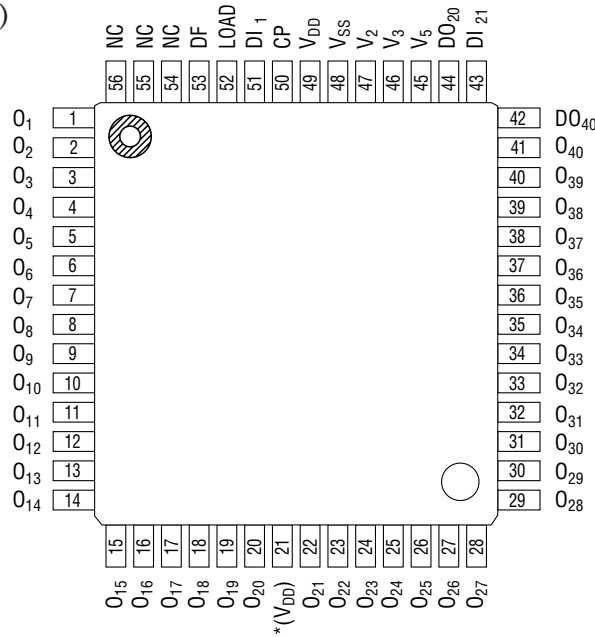 )
NC NC NC DF LOAD DI 1 CP VDD VSS V2 V3 V5 DO20 DI 21
56 55 54 53 52 51 50 49 48 47 46 45 44 43
O1 1 42 DO40
O2 2 41 O40
O3 3 40 O39
O4 4 39 O38
O5 5 38 O37
O6 6 37 O36
O7 7 36 O35
O8 8 35 O34
O9 9 34 O33
O10 10 33 O32
O11 11 32 O31
O12 12 31 O30
O13 13 30 O29
O14 14 29 O28
15 16 17 18 19 20 21 22 23 24 25 26 27 28
O15 O16 O17 O18 O19 O20 *(VDD) O21 O22 O23 O24 O25 O26 O27